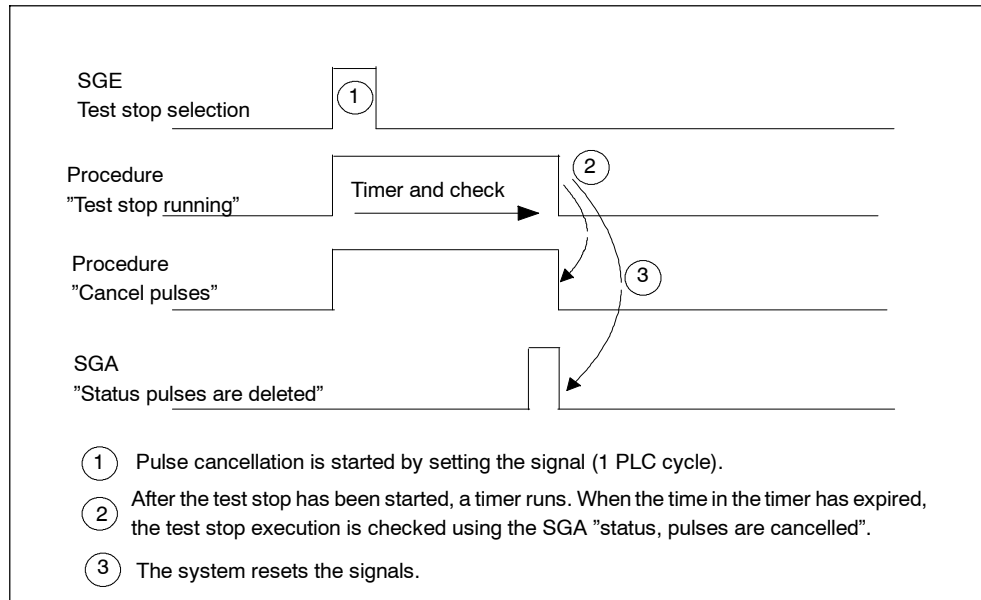 SGE
Test stop selection
1
Procedure
”Test stop running”
Timer and check
2
Procedure
”Cancel pulses”
3
SGA
”Status pulses are deleted”
1 Pulse cancellation is started by setting the signal (1 PLC cycle).
2 After the test stop has been started, a timer runs. When the time in the timer has expired,
the test stop execution is checked using the SGA ”status, pulses are cancelled”.
3 The system resets the signals.